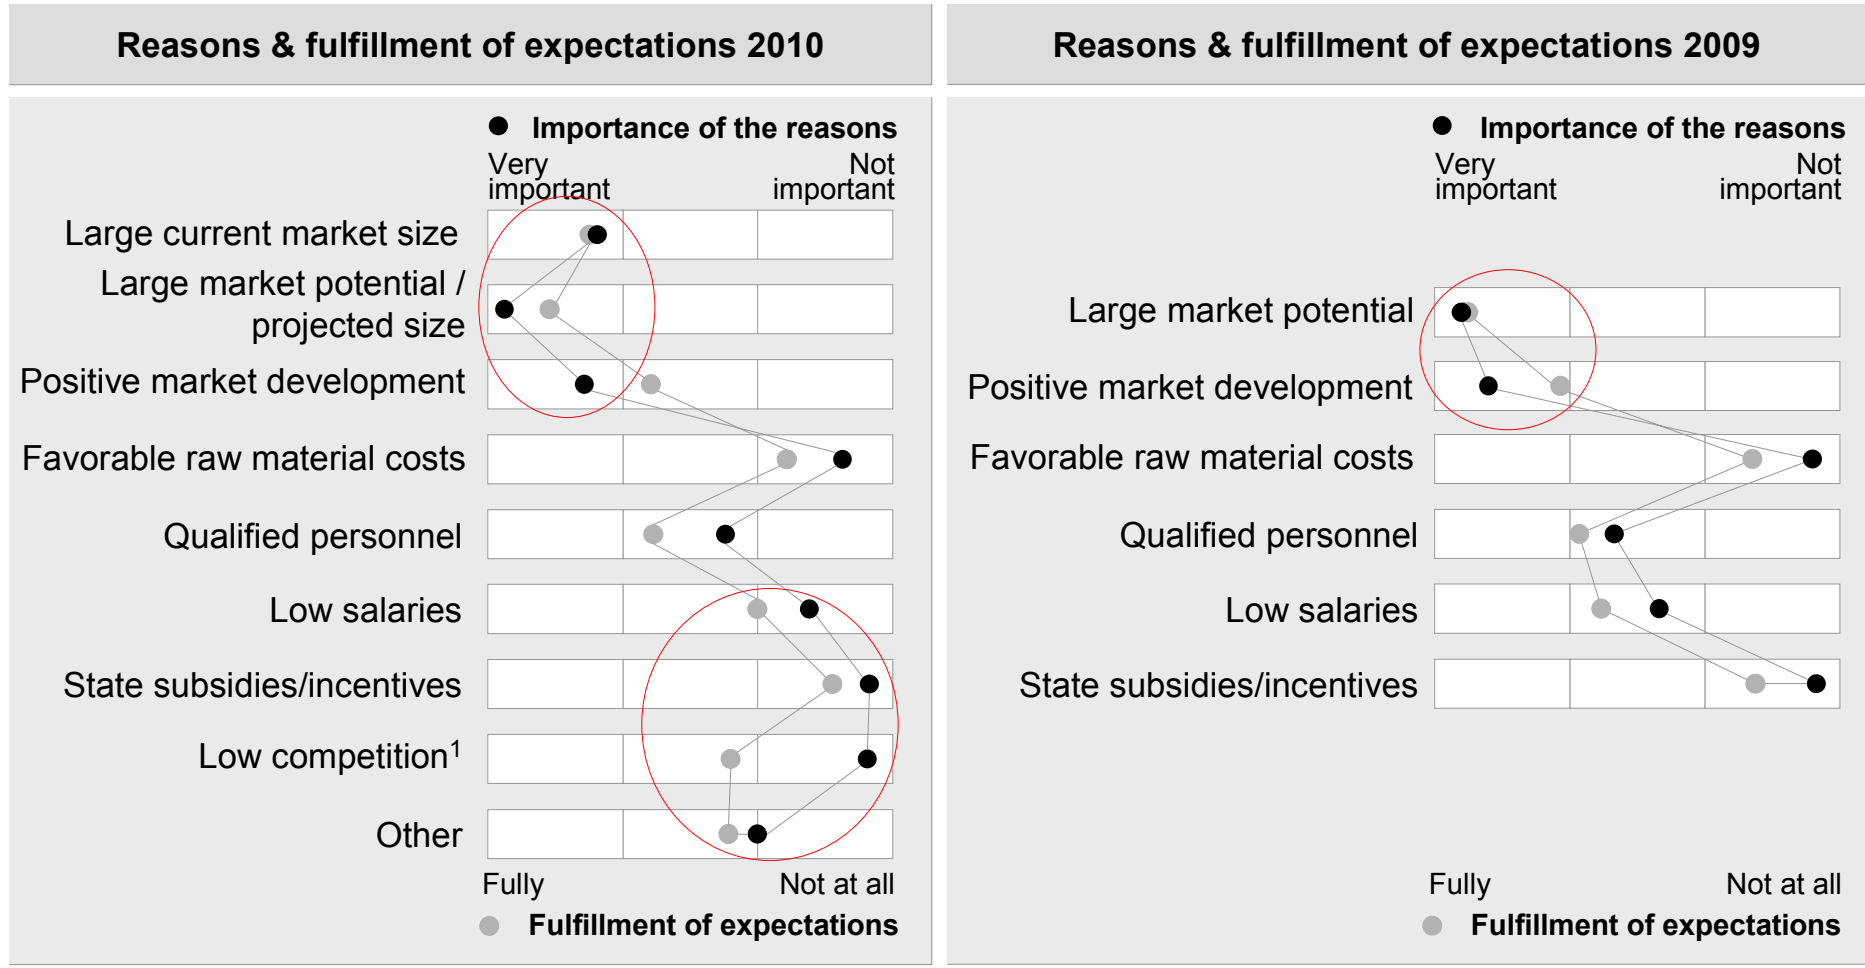 Reasons & fulfillment of expectations 2010
Importance of the reasons
Very
important
Not
important
Large current market size
Large market potential /
projected size
Positive market development
Favorable raw material costs
Qualified personnel
Low salaries
State subsidies/incentives
Low competition¹
Other
Fully
Not at all
Fulfillment of expectations
Reasons & fulfillment of expectations 2009
Importance of the reasons
Very
important
Not
important
Large market potential
Positive market development
Favorable raw material costs
Qualified personnel
Low salaries
State subsidies/incentives
Fully
Not at all
Fulfillment of expectations